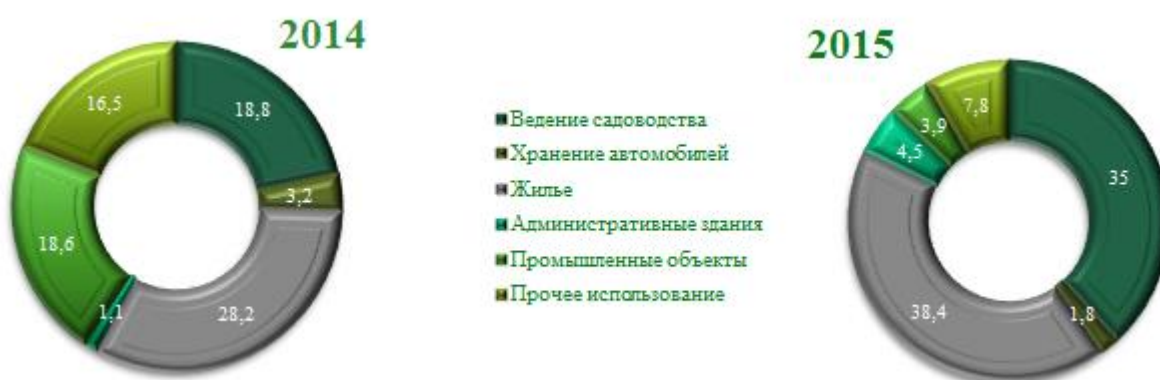 2014
18,8
3,2
28,2
1,1
18,6
16,5
Ведение садоводства
Хранение автомобилей
Жилье
Административные здания
Промышленные объекты
Прочее использование
2015
35
1,8
38,4
4,5
3,9
7,8